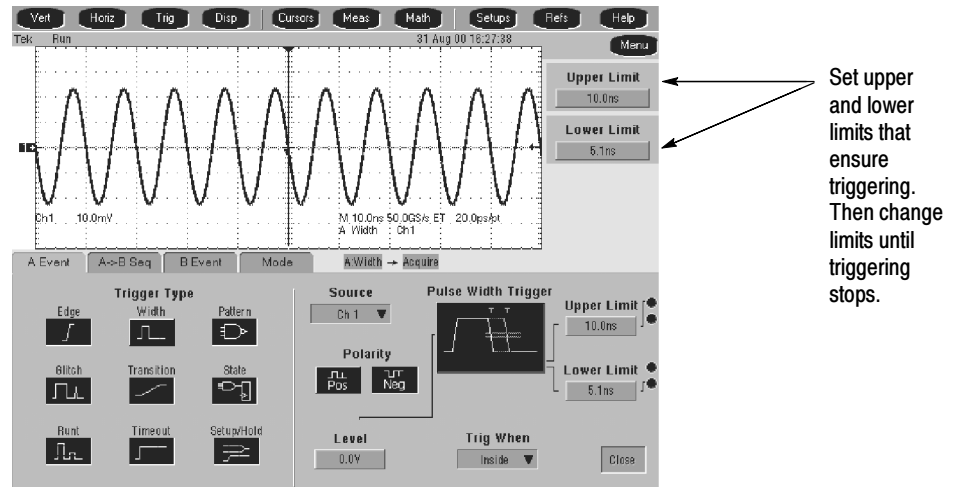 Vert Horiz Trig Disp Cursors Meas Math Setups Refs Help
Tek Run 31 Aug 00 16:27:38
Menu
Upper Limit
10.0ns
Lower Limit
5.1ns
Set upper
and lower
limits that
ensure
triggering.
Then change
limits until
triggering
stops.
1
Ch1 10.0mV M 10.0ns 50.0GS/s ET 20.0ps/pt
A Width Ch1
A Event A->B Seq B Event Mode A:Width → Acquire
Trigger Type
Edge Width Pattern
Glitch Transition State
Runt Timeout Setup/Hold
Source
Ch 1
Polarity
Pos Neg
Level
0.0V
Pulse Width Trigger
T T
Upper Limit
10.0ns
Lower Limit
5.1ns
Trig When
Inside
Close